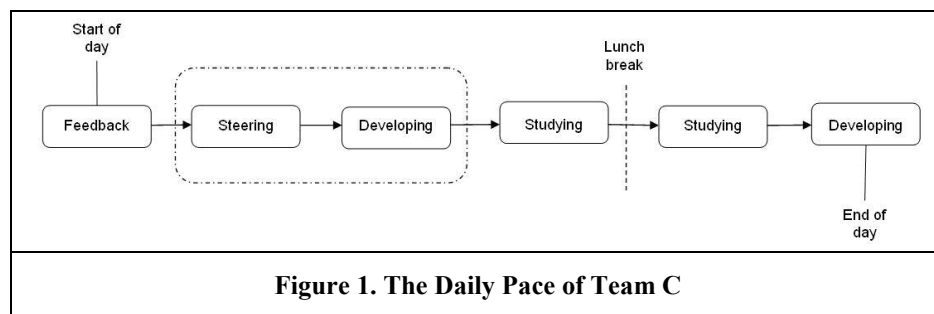 Start of
day
Lunch
break
Feedback
Steering
Developing
Studying
Studying
Developing
End of
day
Figure 1. The Daily Pace of Team C